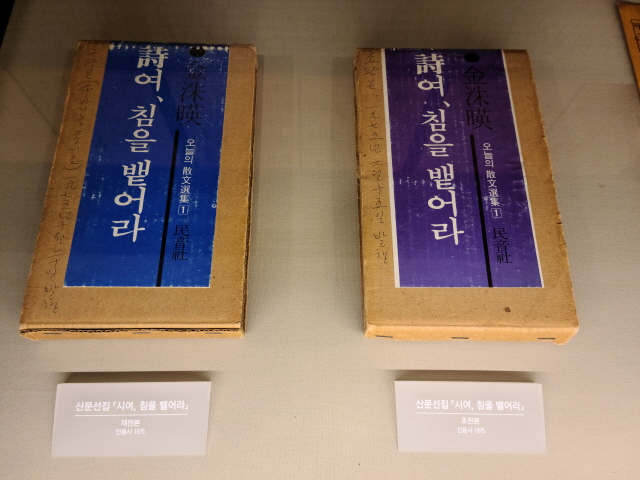 詩여, 침을 뱉어라
金洙暎
오늘의 散文選集 1
民音社
산문선집 「시여, 침을 뱉어라」
재판본
민음사 1975
金洙暎
詩여, 침을 뱉어라
오늘의 散文選集 1
民音社
산문선집 「시여, 침을 뱉어라」
초판본
민음사 1975